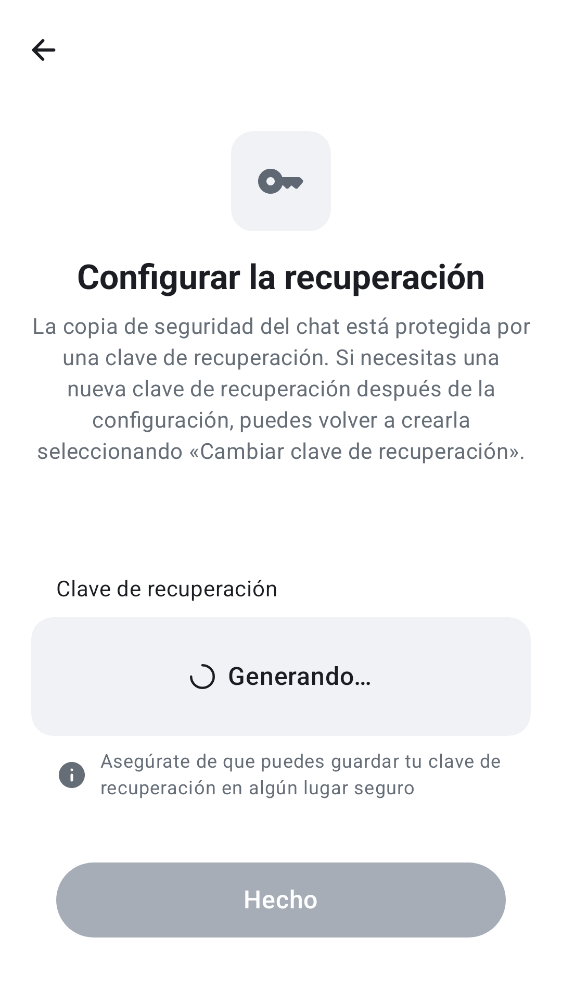 Configurar la recuperación
La copia de seguridad del chat está protegida por
una clave de recuperación. Si necesitas una
nueva clave de recuperación después de la
configuración, puedes volver a crearla
seleccionando «Cambiar clave de recuperación».
Clave de recuperación
Generando…
Asegúrate de que puedes guardar tu clave de
recuperación en algún lugar seguro
Hecho